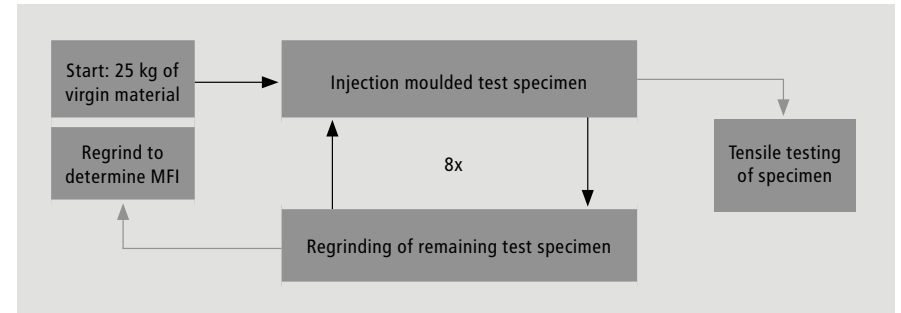 Start: 25 kg of
virgin material
Injection moulded test specimen
Regrind to
determine MFI
8x
Tensile testing
of specimen
Regrinding of remaining test specimen